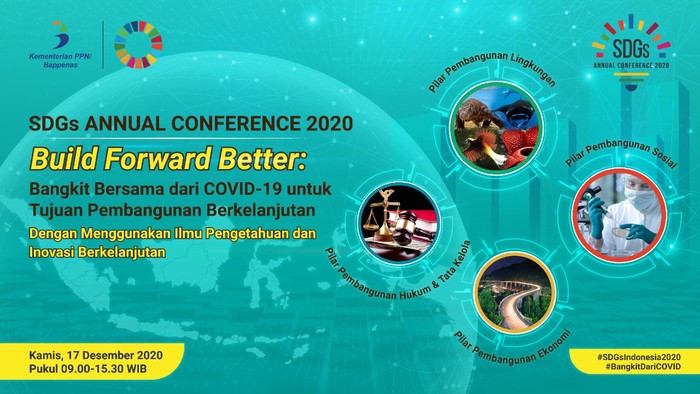 Kementerian PPN/
Bappenas
SDGs
ANNUAL CONFERENCE 2020
SDGs ANNUAL CONFERENCE 2020
Build Forward Better:
Bangkit Bersama dari COVID-19 untuk
Tujuan Pembangunan Berkelanjutan
Dengan Menggunakan Ilmu Pengetahuan dan
Inovasi Berkelanjutan
Pilar Pembangunan Lingkungan
Pilar Pembangunan Sosial
Pilar Pembangunan Hukum & Tata Kelola
Pilar Pembangunan Ekonomi
Kamis, 17 Desember 2020
Pukul 09.00-15.30 WIB
#SDGsIndonesia2020
#BangkitDariCOVID